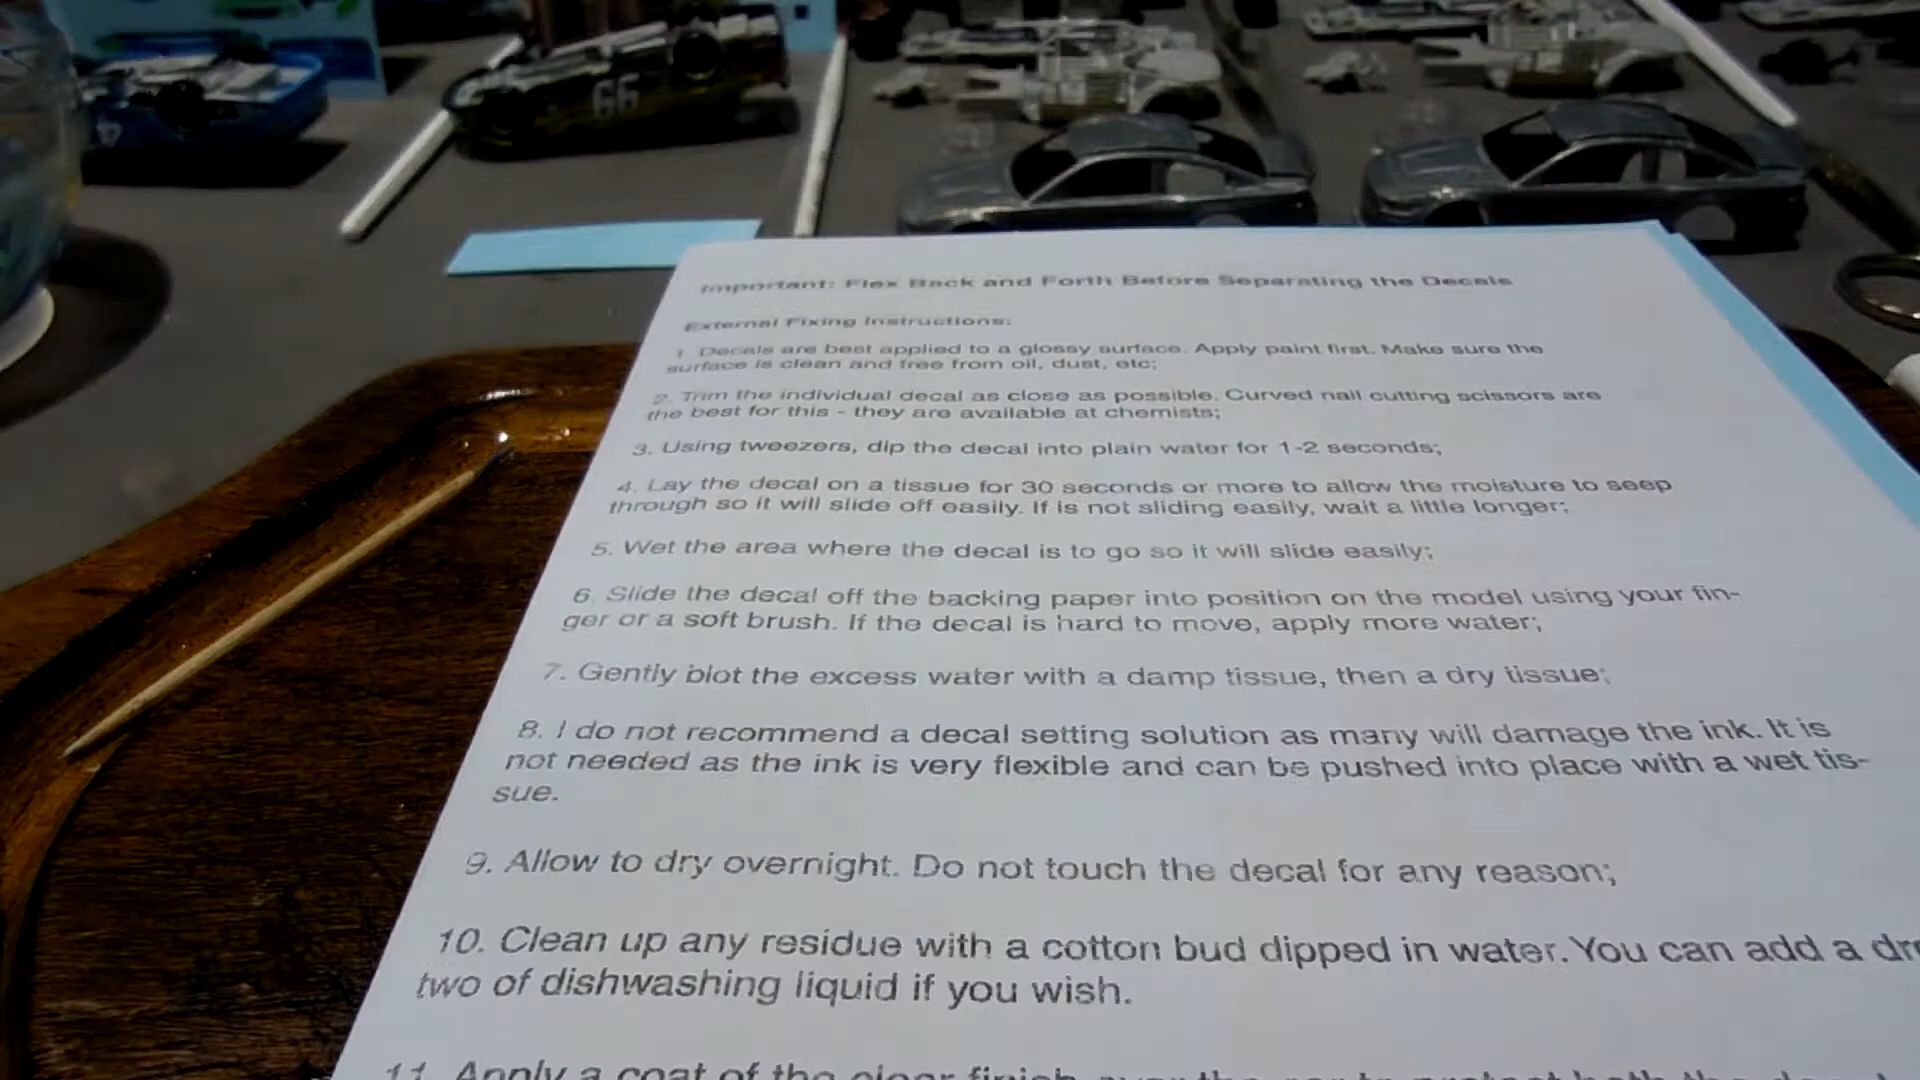 66
Important: Flex Back and Forth Before Separating the Decals
External Fixing Instructions:
1. Decals are best applied to a glossy surface. Apply paint first. Make sure the
surface is clean and free from oil, dust, etc;
2. Trim the individual decal as close as possible. Curved nail cutting scissors are
the best for this - they are available at chemists;
3. Using tweezers, dip the decal into plain water for 1-2 seconds;
4. Lay the decal on a tissue for 30 seconds or more to allow the moisture to seep
through so it will slide off easily. If is not sliding easily, wait a little longer;
5. Wet the area where the decal is to go so it will slide easily;
6. Slide the decal off the backing paper into position on the model using your fin-
ger or a soft brush. If the decal is hard to move, apply more water;
7. Gently blot the excess water with a damp tissue, then a dry tissue;
8. I do not recommend a decal setting solution as many will damage the ink. It is
not needed as the ink is very flexible and can be pushed into place with a wet tis-
sue.
9. Allow to dry overnight. Do not touch the decal for any reason;
10. Clean up any residue with a cotton bud dipped in water. You can add a
two of dishwashing liquid if you wish.
11. Apply a coat of the clear finish over the